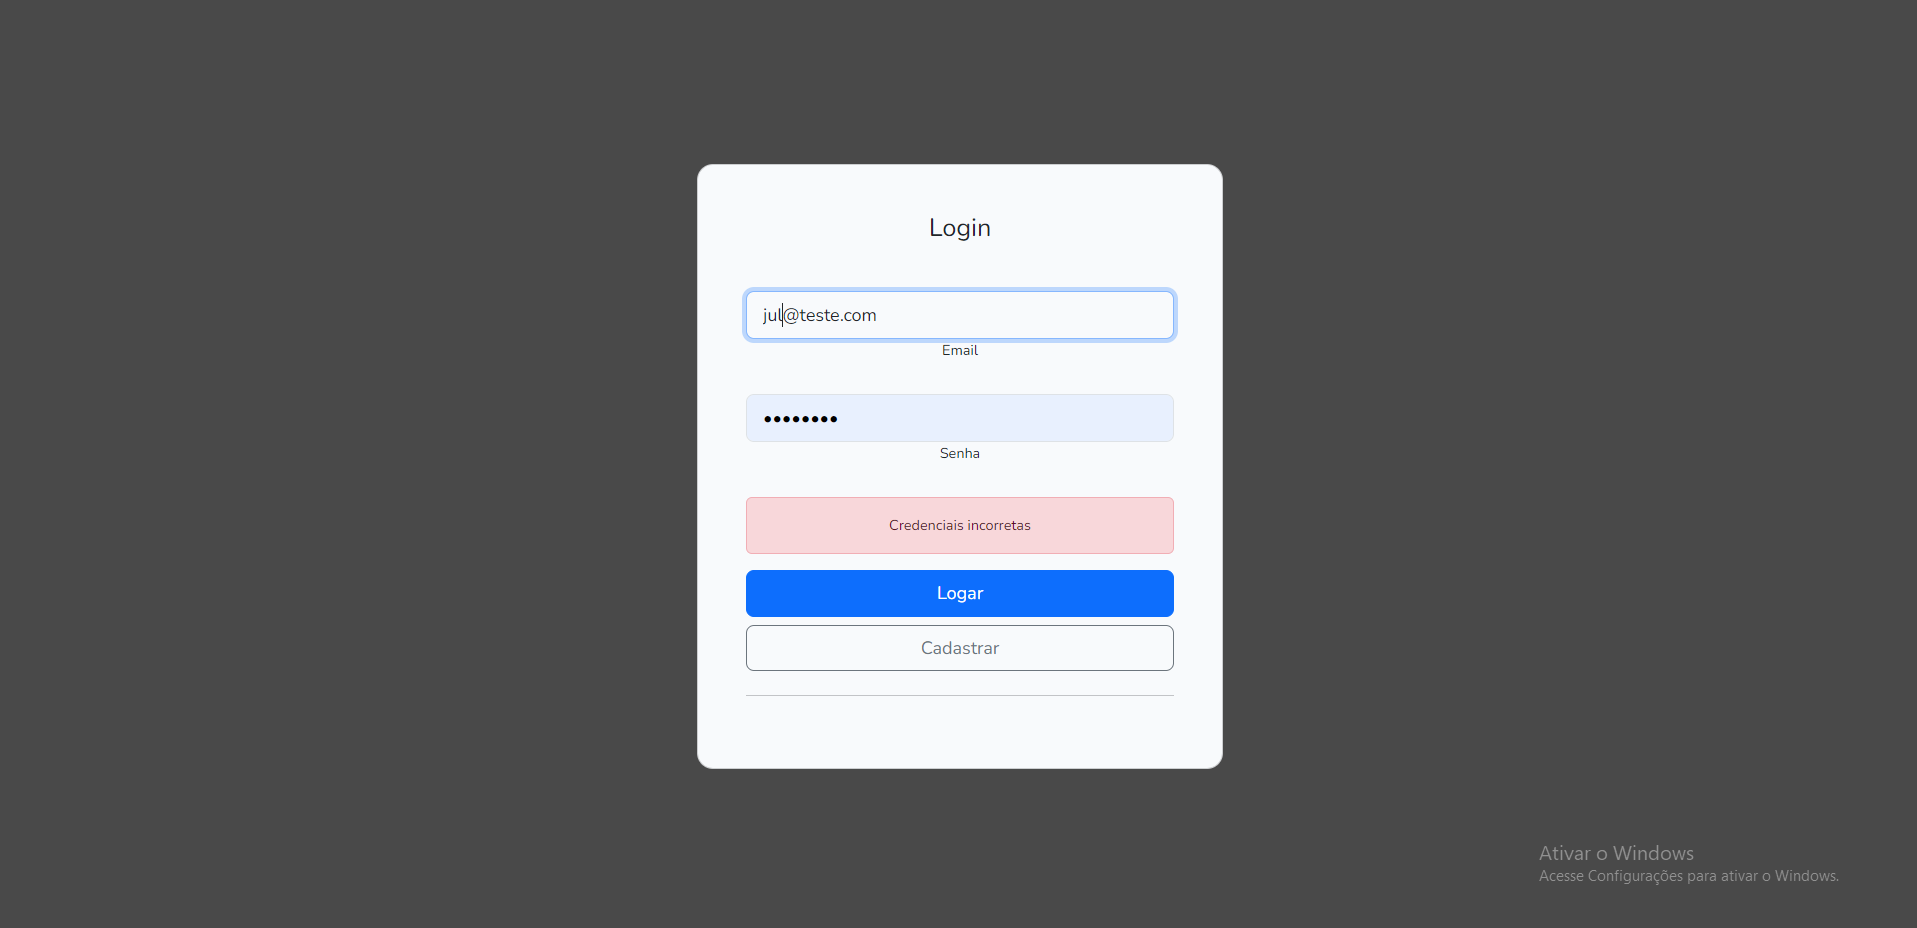 Login
jul@teste.com
Email
••••••••
Senha
Credenciais incorretas
Logar
Cadastrar
Ativar o Windows
Acesse Configurações para ativar o Windows.